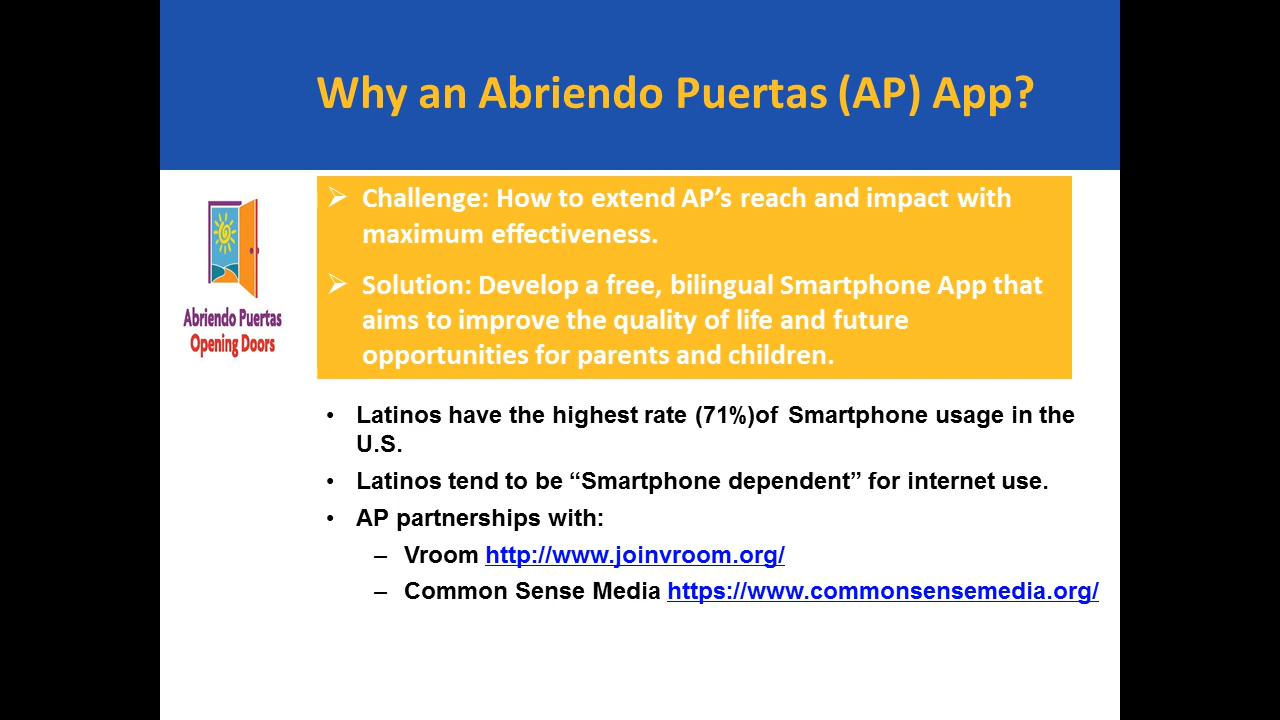 Why an Abriendo Puertas (AP) App?
Abriendo Puertas
Opening Doors
➢ Challenge: How to extend AP’s reach and impact with
maximum effectiveness.
➢ Solution: Develop a free, bilingual Smartphone App that
aims to improve the quality of life and future
opportunities for parents and children.
• Latinos have the highest rate (71%)of Smartphone usage in the
U.S.
• Latinos tend to be “Smartphone dependent” for internet use.
• AP partnerships with:
– Vroom http://www.joinvroom.org/
– Common Sense Media https://www.commonsensemedia.org/